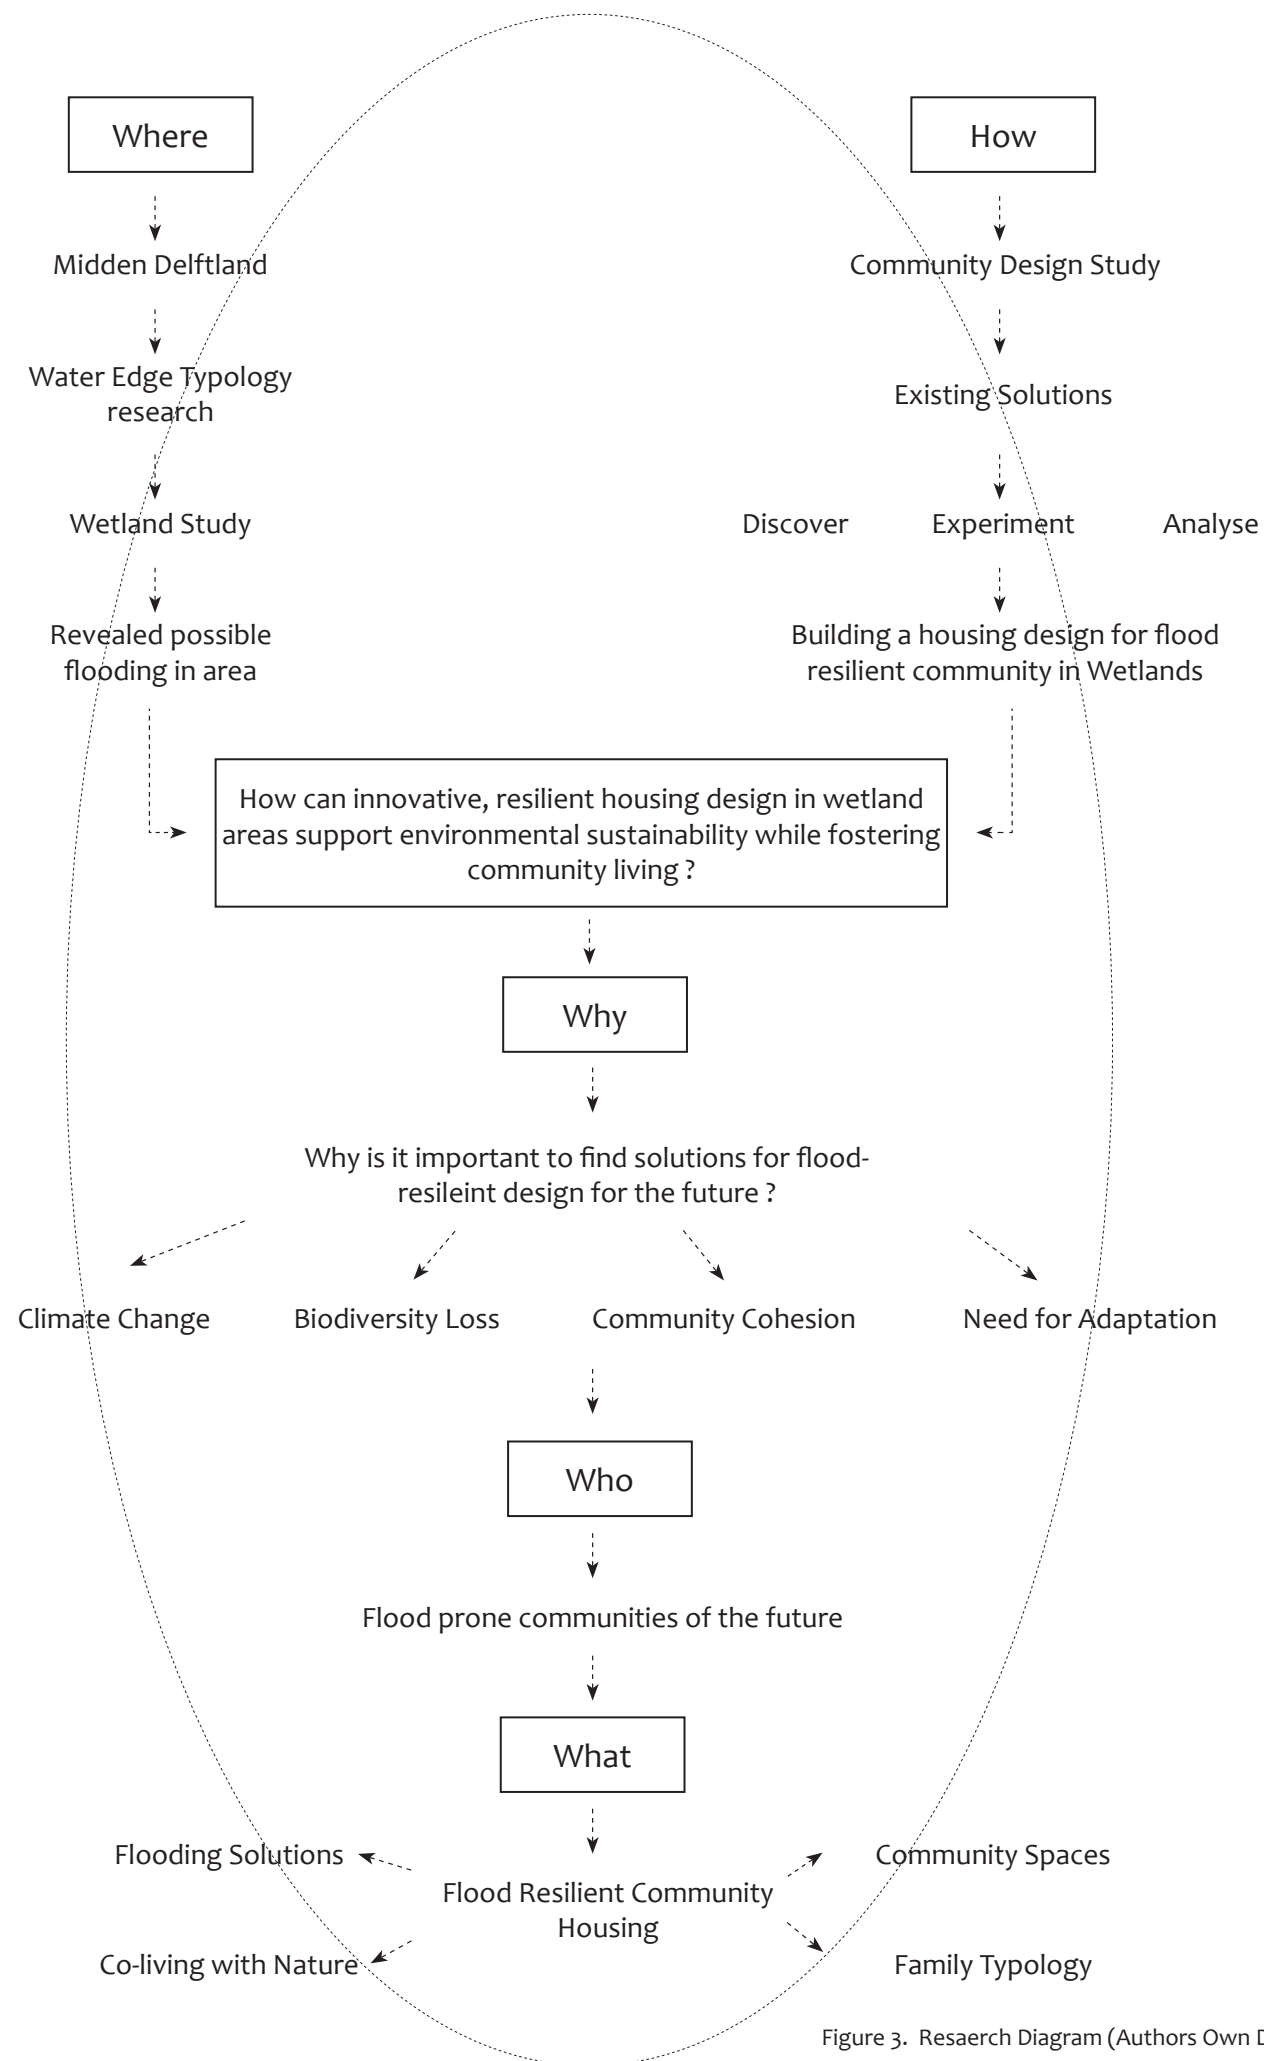 Where
How
Midden Delftland
Community Design Study
Water Edge Typology
research
Existing Solutions
Wetland Study
Discover
Experiment
Analyse
Revealed possible
flooding in area
Building a housing design for flood
resilient community in Wetlands
How can innovative, resilient housing design in wetland
areas support environmental sustainability while fostering
community living ?
Why
Why is it important to find solutions for flood-
resileint design for the future ?
Climate Change
Biodiversity Loss
Community Cohesion
Need for Adaptation
Who
Flood prone communities of the future
What
Flooding Solutions
Community Spaces
Flood Resilient Community
Housing
Co-living with Nature
Family Typology
Figure 3. Resaerch Diagram (Authors Own